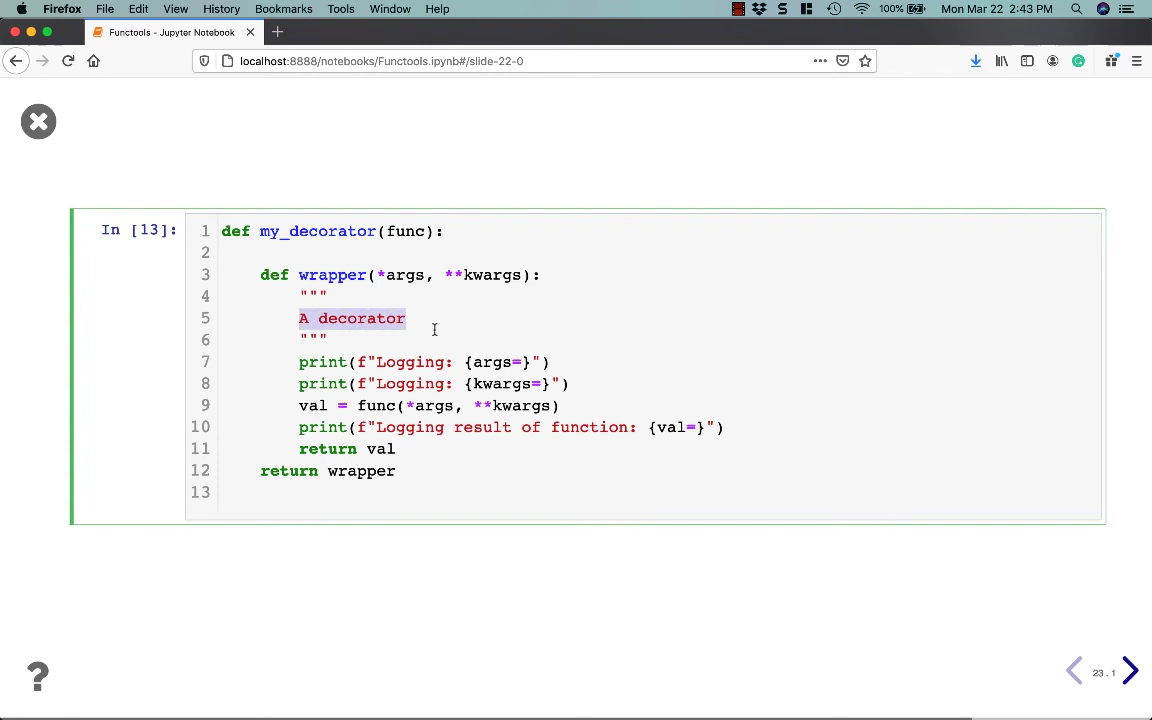 Firefox File Edit View History Bookmarks Tools Window Help 100% Mon Mar 22 2:43 PM
Functools - Jupyter Notebook
localhost:8888/notebooks/Functools.ipynb#/slide-22-0
In [13]:
1 def my_decorator(func):
2
3     def wrapper(*args, **kwargs):
4         """
5         A decorator
6         """
7         print(f"Logging: {args=}")
8         print(f"Logging: {kwargs=}")
9         val = func(*args, **kwargs)
10         print(f"Logging result of function: {val=}")
11         return val
12     return wrapper
13
?
23.1